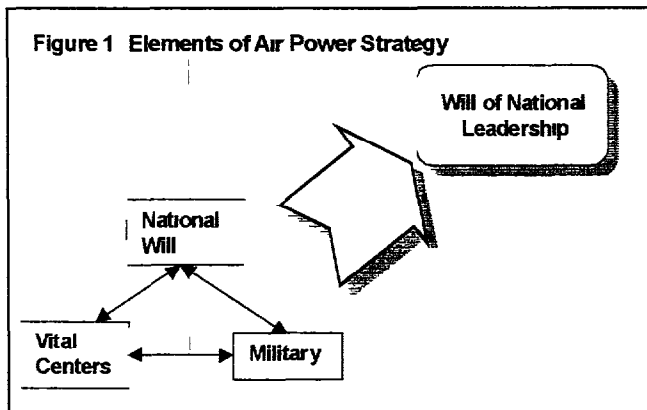 Figure 1 Elements of Air Power Strategy
Will of National
Leadership
National
Will
Vital
Centers
Military